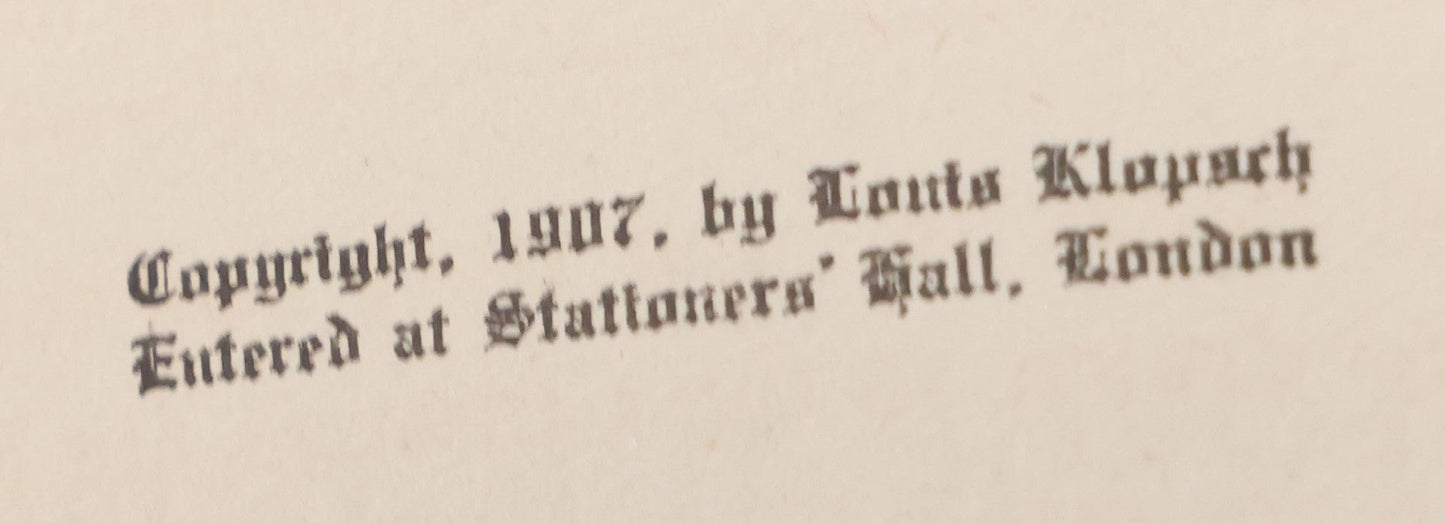 Copyright, 1907, by Louis Klopsch
Entered at Stationers' Hall, London